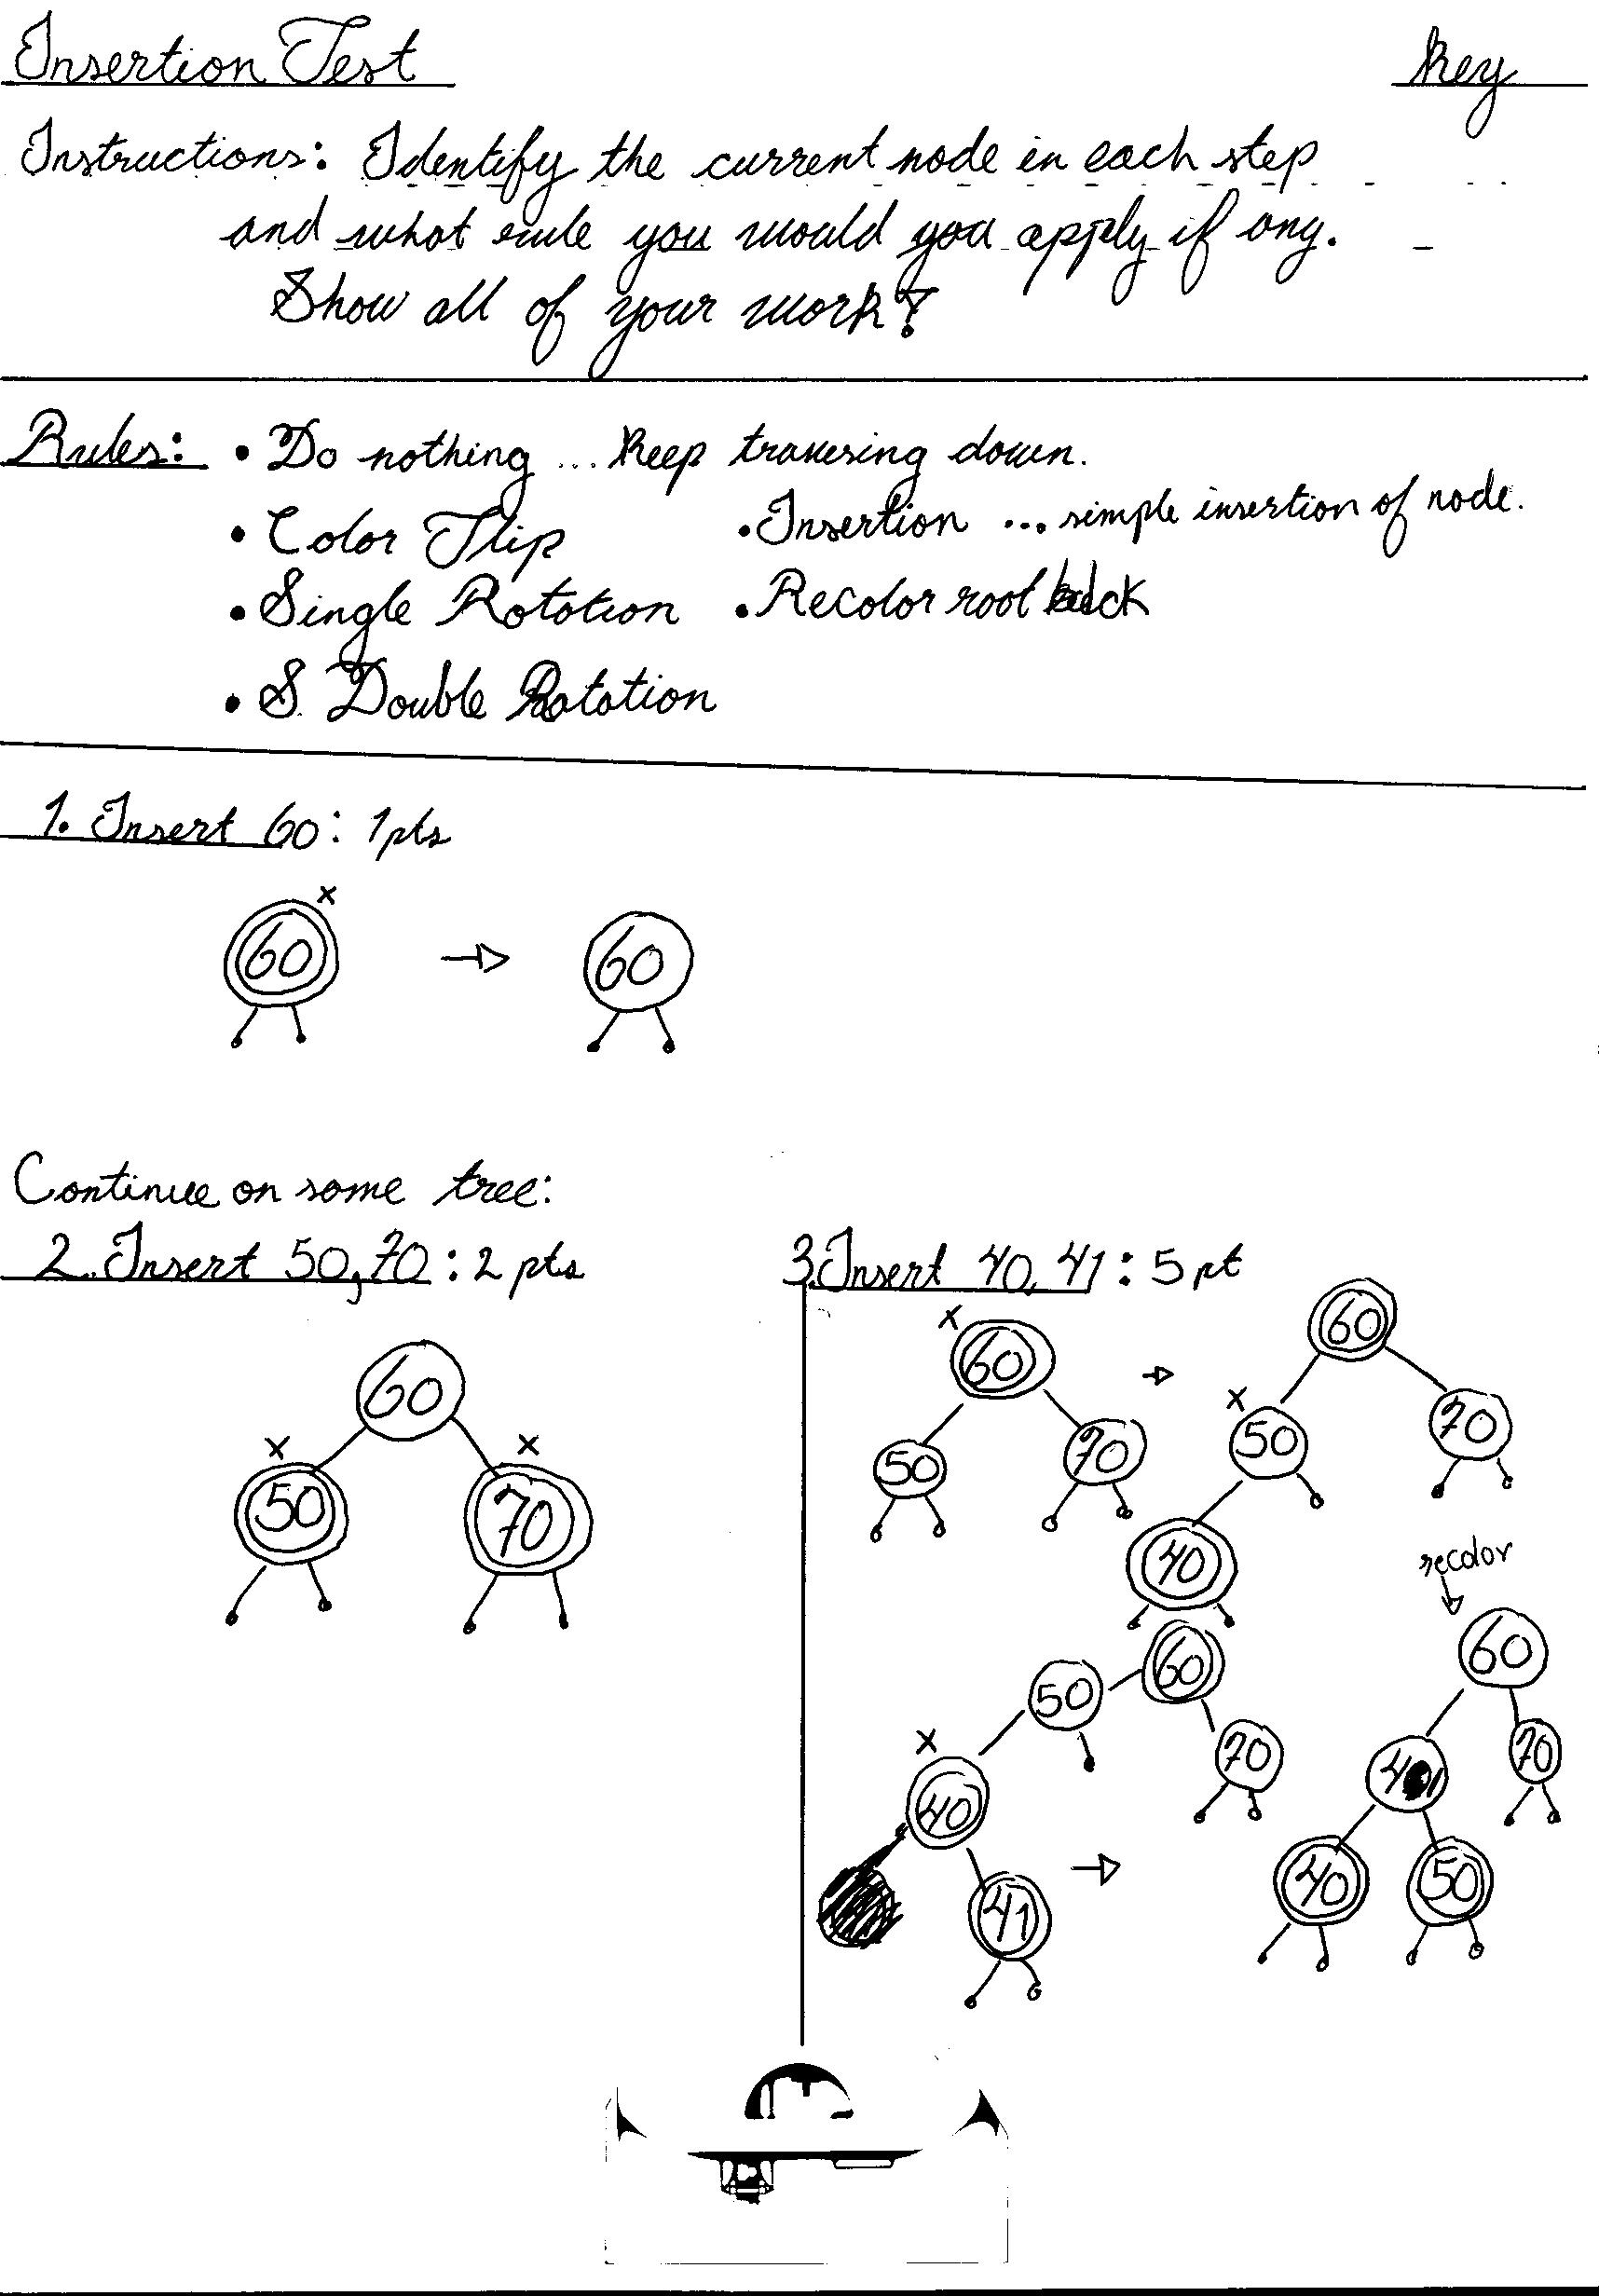 Insertion Test
Key
Instructions: Identify the current node in each step
and what rule you would you apply if any.
Show all of your work!
Rules: • Do nothing ... Keep traversing down.
• Color Flip
• Insertion ... simple insertion of node.
• Single Rotation
• Recolor root back
• S. Double Rotation
1. Insert 60: 1pts
x
60 → 60
Continue on same tree:
2. Insert 50, 70: 2 pts
60
x x
50 70
3. Insert 40, 41: 5 pt
x
60 → 60
x
50 70 50 70
40
recolor
50 60 60
x
40 70 41 70
41 → 40 50